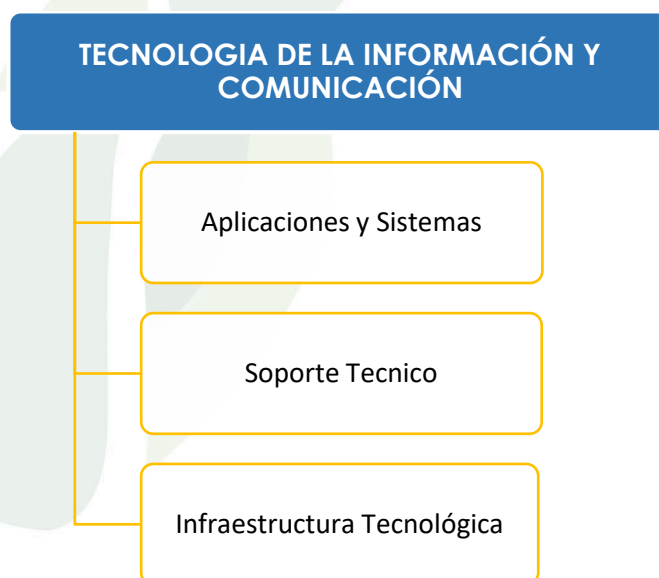 TECNOLOGIA DE LA INFORMACIÓN Y
COMUNICACIÓN
Aplicaciones y Sistemas
Soporte Tecnico
Infraestructura Tecnológica